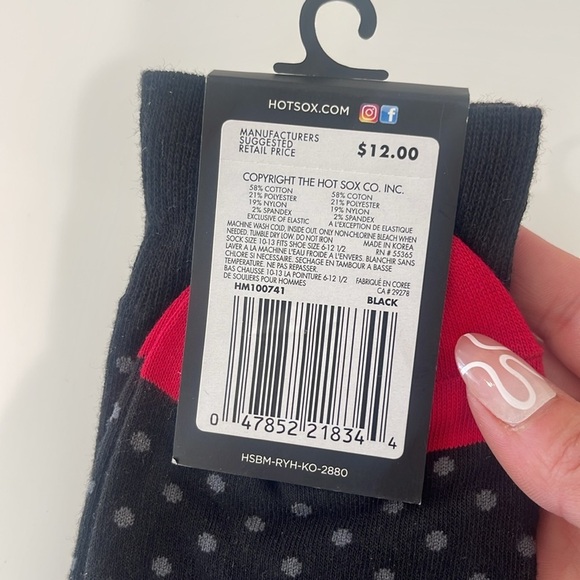 HOTSOX.COM
MANUFACTURERS
SUGGESTED
RETAIL PRICE
$12.00
COPYRIGHT THE HOT SOX CO. INC.
58% COTTON 58% COTON
21% POLYESTER 21% POLYESTER
19% NYLON 19% NYLON
2% SPANDEX 2% SPANDEX
EXCLUSIVE OF ELASTIC A L'EXCEPTION DE ELASTIQUE
MACHINE WASH COLD, INSIDE OUT, ONLY NON-CHLORINE BLEACH WHEN
NEEDED. TUMBLE DRY LOW. DO NOT IRON MADE IN KOREA
SOCK SIZE 10-13 FITS SHOE SIZE 6-12 1/2 RN # 55365
LAVER A LA MACHINE L'EAU FROIDE A L'ENVERS. BLANCHIR SANS
CHLORE SI NECESSAIRE. SECHAGE EN TAMBOUR A BASSE
TEMPERATURE. NE PAS REPASSER. FABRIQUÉ EN COREE
BAS CHAUSSE 10-13 LA POINTURE 6-12 1/2 CA # 29278
DE SOULIERS POUR HOMMES
HM100741 BLACK
0 47852 21834 4
HSBM-RYH-KO-2880